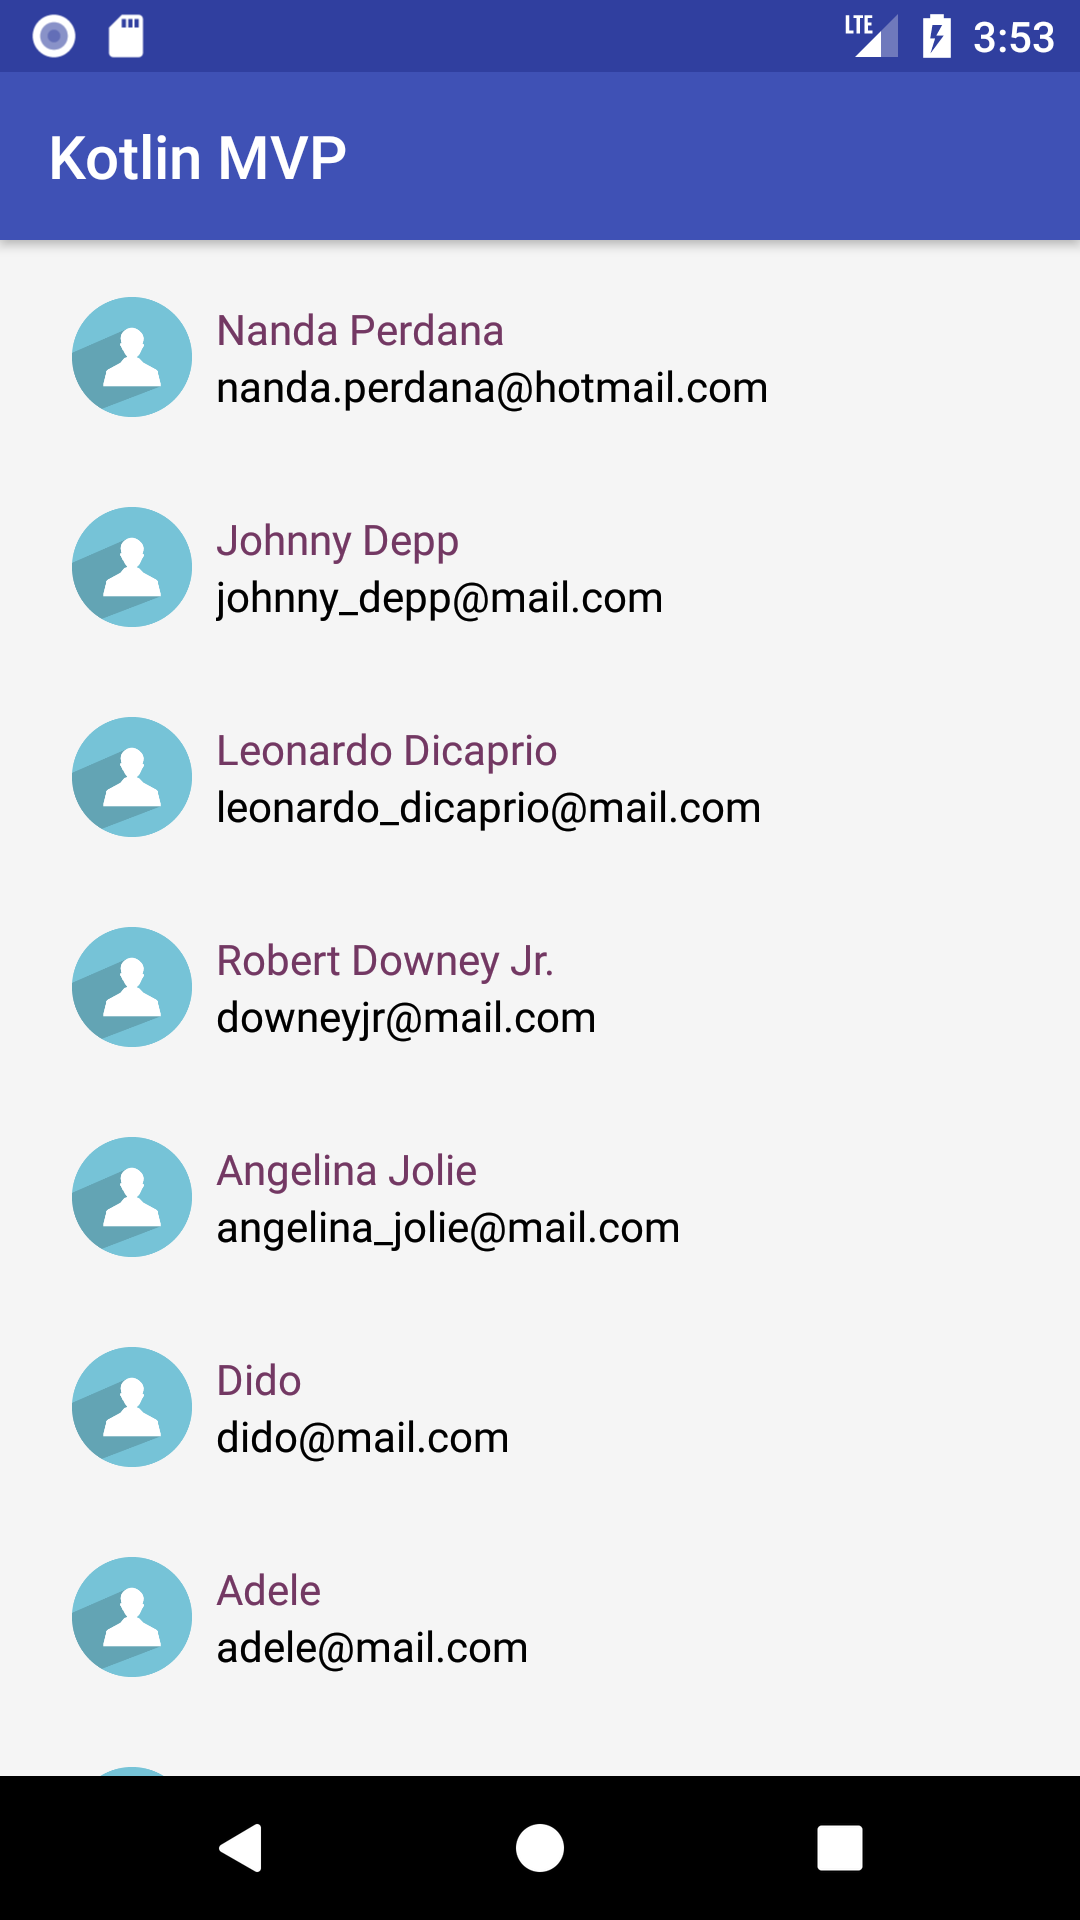 LTE 3:53
Kotlin MVP
Nanda Perdana
nanda.perdana@hotmail.com
Johnny Depp
johnny_depp@mail.com
Leonardo Dicaprio
leonardo_dicaprio@mail.com
Robert Downey Jr.
downeyjr@mail.com
Angelina Jolie
angelina_jolie@mail.com
Dido
dido@mail.com
Adele
adele@mail.com